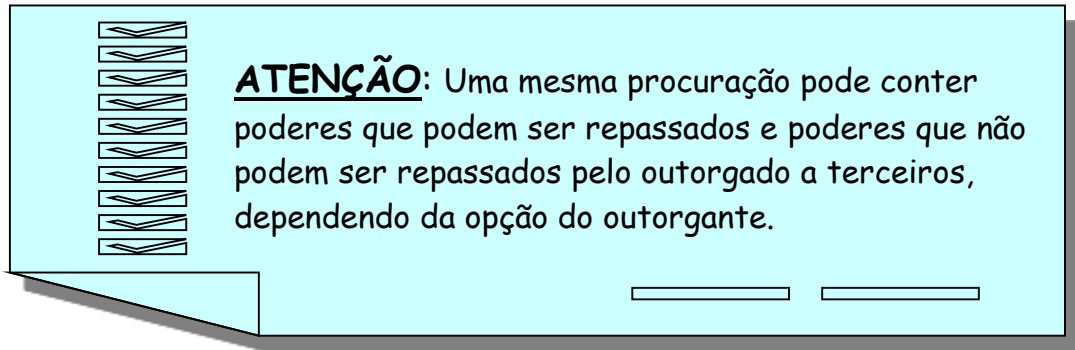 ATENÇÃO: Uma mesma procuração pode conter
poderes que podem ser repassados e poderes que não
podem ser repassados pelo outorgado a terceiros,
dependendo da opção do outorgante.